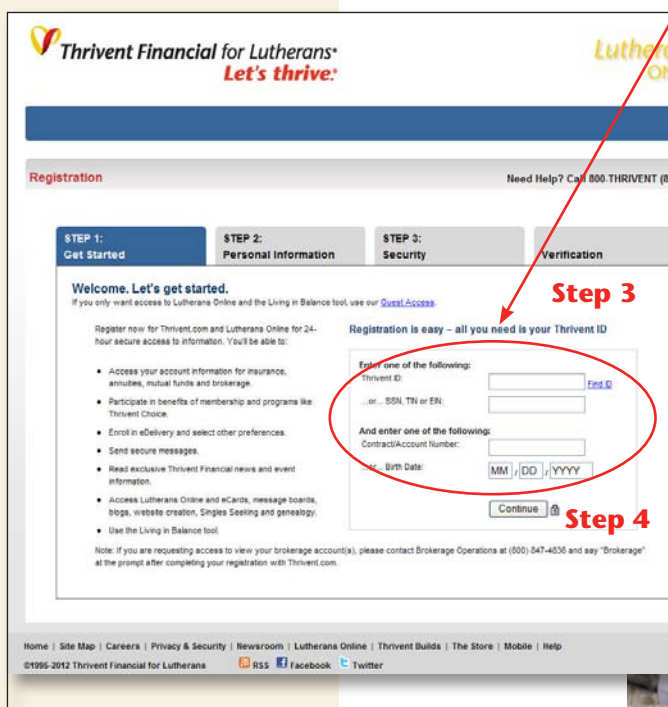 Thrivent Financial for Lutherans
Let's thrive.
Registration
Need Help? Call 800-THRIVENT (8
STEP 1:
Get Started
STEP 2:
Personal Information
STEP 3:
Security
Verification
Welcome. Let's get started.
If you only want access to Lutherans Online and the Living in Balance tool, use our Guest Access.
Register now for Thrivent.com and Lutherans Online for 24-
hour secure access to information. You'll be able to:
• Access your account information for insurance,
annuities, mutual funds and brokerage.
• Participate in benefits of membership and programs like
Thrivent Choice.
• Enroll in eDelivery and select other preferences.
• Send secure messages.
• Read exclusive Thrivent Financial news and event
information.
• Access Lutherans Online and eCards, message boards,
blogs, website creation, Singles Seeking and genealogy.
• Use the Living in Balance tool.
Step 3
Registration is easy – all you need is your Thrivent ID
Enter one of the following:
Thrivent ID:
Find ID
...or... SSN, TIN or EIN:
And enter one of the following:
Contract/Account Number:
...or... Birth Date:
MM / DD / YYYY
Continue
Step 4
Note: If you are requesting access to view your brokerage account(s), please contact Brokerage Operations at (800) 847-4836 and say "Brokerage"
at the prompt after completing your registration with Thrivent.com.
Home | Site Map | Careers | Privacy & Security | Newsroom | Lutherans Online | Thrivent Builds | The Store | Mobile | Help
©1995-2012 Thrivent Financial for Lutherans RSS Facebook Twitter